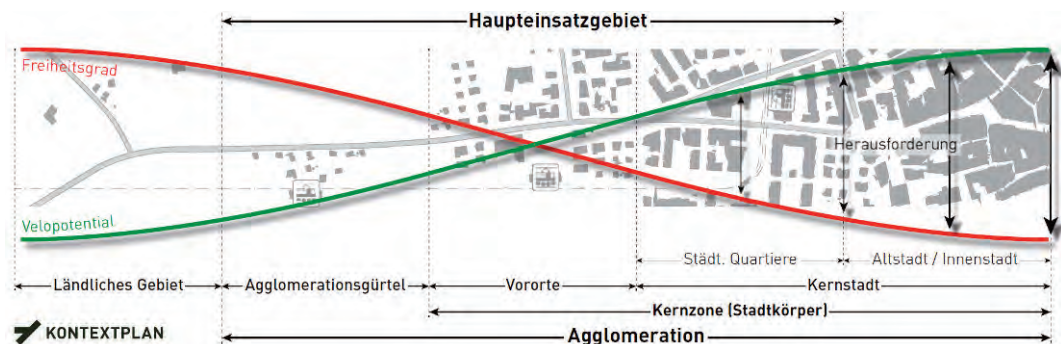 Haupteinsatzgebiet
Freiheitsgrad
Herausforderung
Velopotential
Städt. Quartiere
Altstadt / Innenstadt
Ländliches Gebiet
Agglomerationsgürtel
Vororte
Kernstadt
Kernzone (Stadtkörper)
KONTEXTPLAN
Agglomeration